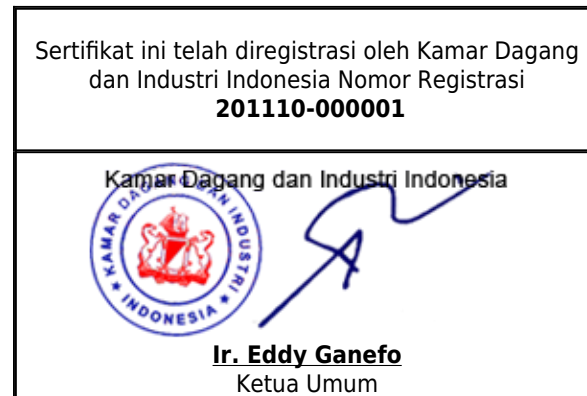 Sertifikat ini telah diregistrasi oleh Kamar Dagang
dan Industri Indonesia Nomor Registrasi
201110-000001
Kamar Dagang dan Industri Indonesia
KAMAR DAGANG DAN INDUSTRI
INDONESIA
Ir. Eddy Ganefo
Ketua Umum